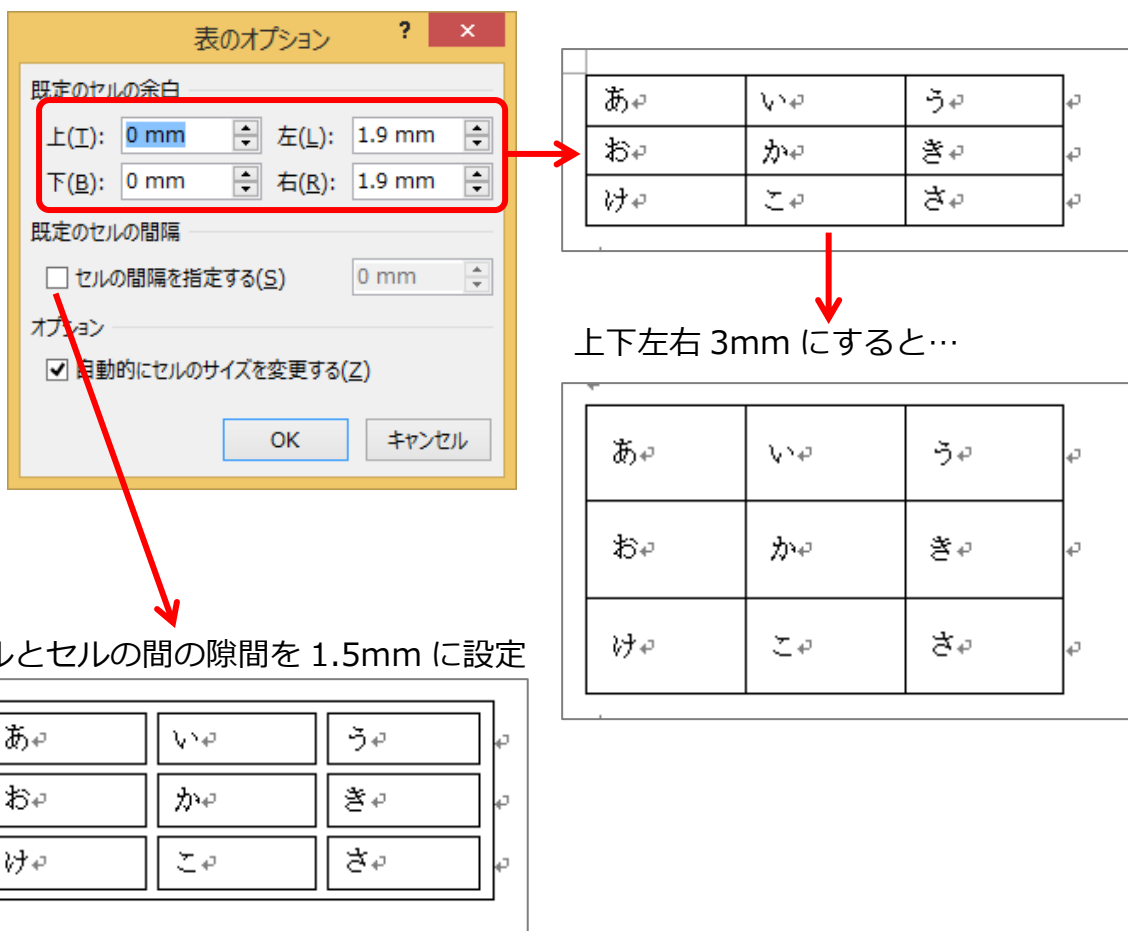 表のオプション ? ×
既定のセルの余白
上(T): 0 mm 左(L): 1.9 mm
下(B): 0 mm 右(R): 1.9 mm
既定のセルの間隔
セルの間隔を指定する(S) 0 mm
オプション
自動的にセルのサイズを変更する(Z)
OK キャンセル
あ い う
お か き
け こ さ
上下左右 3mm にすると…
あ い う
お か き
け こ さ
ルとセルの間の隙間を 1.5mm に設定
あ い う
お か き
け こ さ